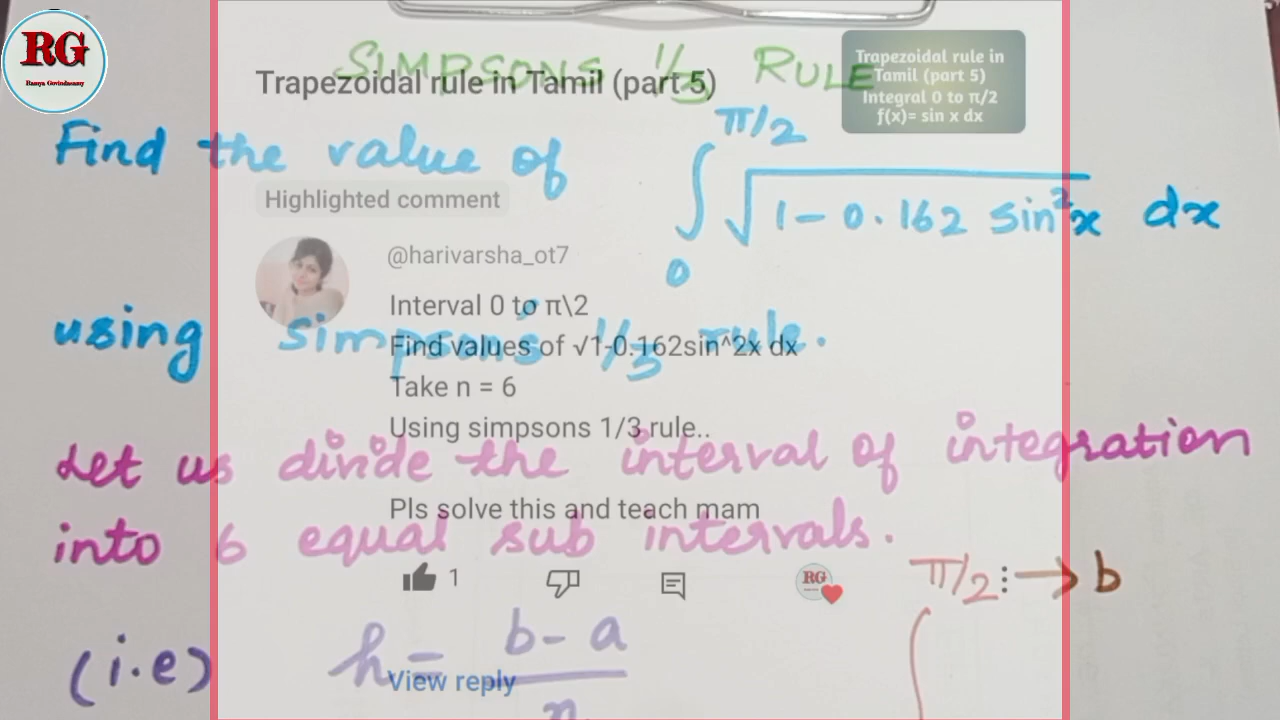 RG
Ramya Govindasamy
SIMPSONS 1/3 RULE
Trapezoidal rule in Tamil (part 5)
Trapezoidal rule in
Tamil (part 5)
Integral 0 to π/2
f(x)= sin x dx
Find the value of ∫₀^π/2 √1-0.162 sin²x dx
Highlighted comment
@harivarsha_ot7
Interval 0 to π\2
using simpson's 1/3 rule.
Find values of √1-0.162sin^2x dx
Take n = 6
Using simpsons 1/3 rule..
Let us divide the interval of integration
Pls solve this and teach mam
into 6 equal sub intervals.
1
RG
π/2 → b
∫
(i.e) h = b-a / n
View reply